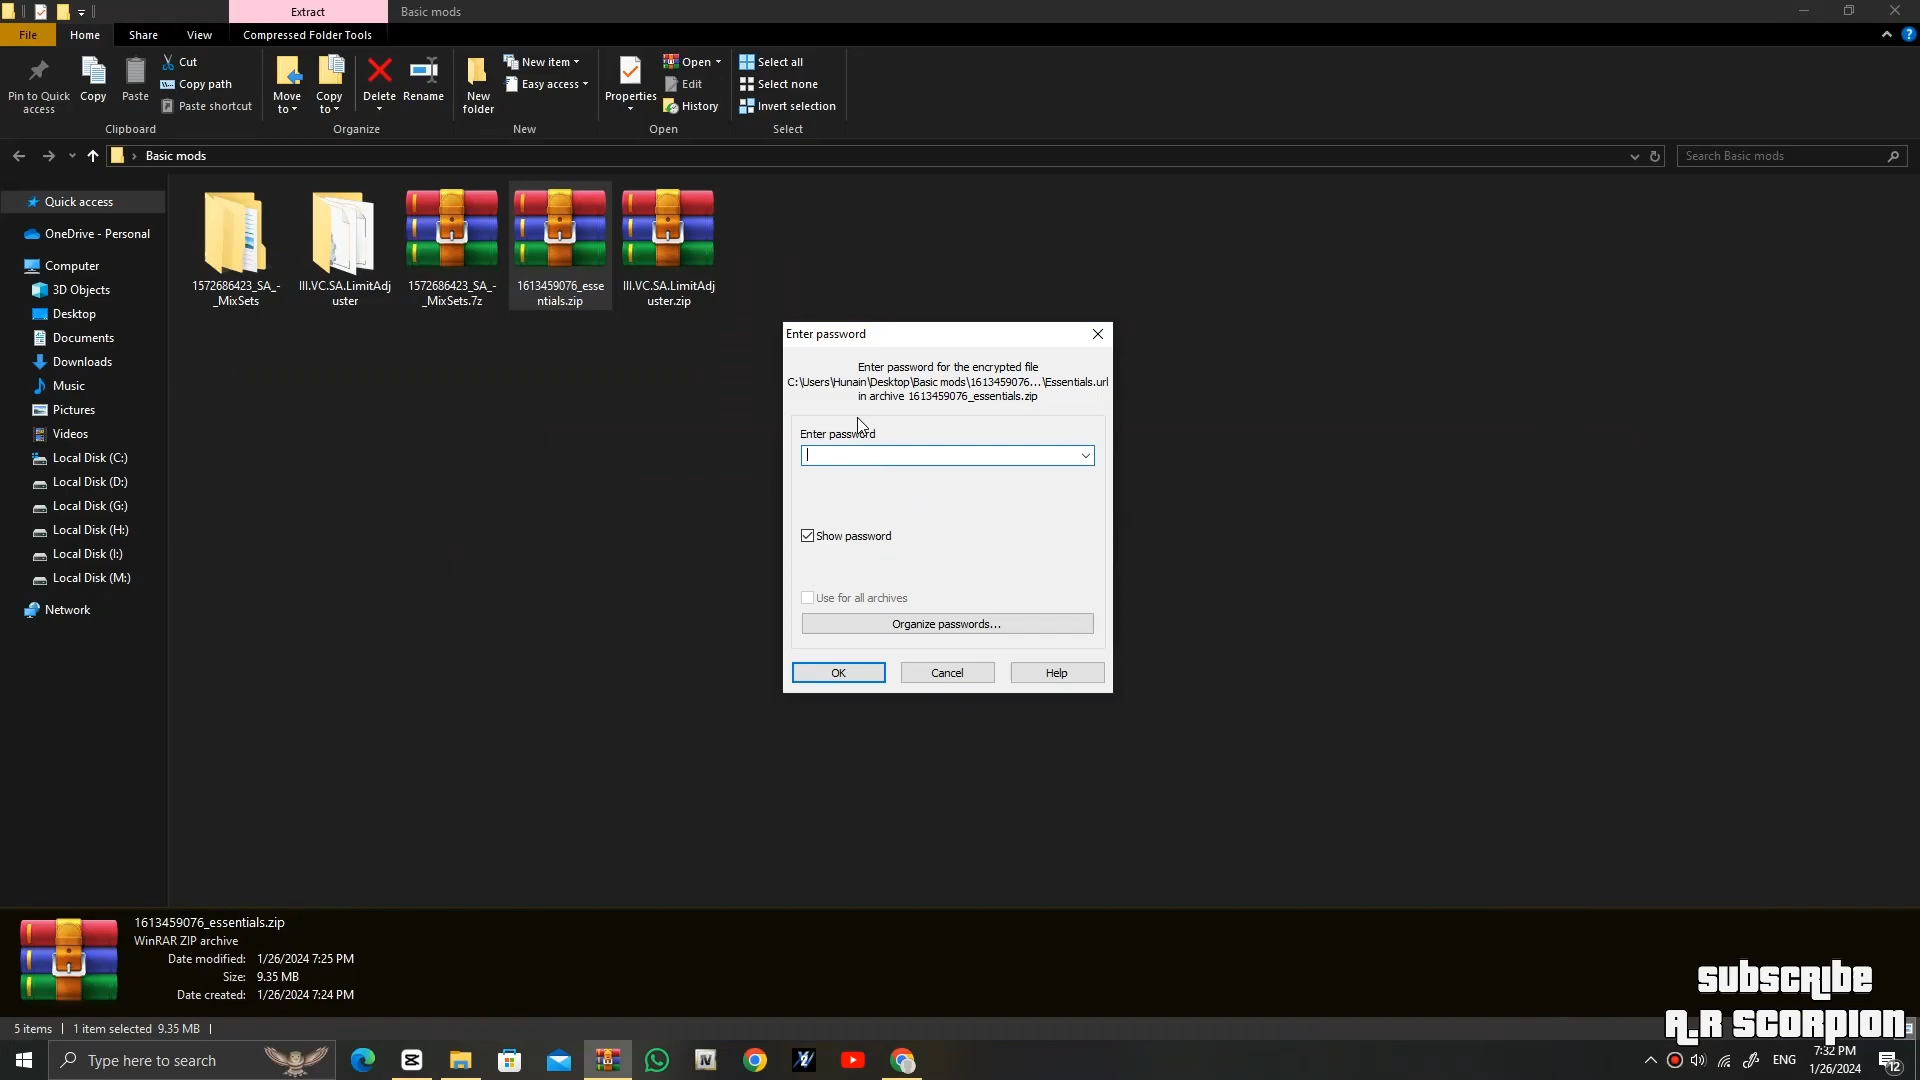 Extract
Basic mods
File
Home
Share
View
Compressed Folder Tools
Pin to Quick
access
Copy
Paste
Cut
Copy path
Paste shortcut
Clipboard
Move
to
Copy
to
Delete
Rename
Organize
New
folder
New item
Easy access
New
Properties
Open
Edit
History
Open
Select all
Select none
Invert selection
Select
Basic mods
Search Basic mods
Quick access
OneDrive - Personal
Computer
3D Objects
Desktop
Documents
Downloads
Music
Pictures
Videos
Local Disk (C:)
Local Disk (D:)
Local Disk (G:)
Local Disk (H:)
Local Disk (I:)
Local Disk (M:)
Network
1572686423_SA_-
_MixSets
III.VC.SA.LimitAdj
uster
1572686423_SA_-
_MixSets.7z
1613459076_esse
ntials.zip
III.VC.SA.LimitAdj
uster.zip
Enter password
Enter password for the encrypted file
C:\Users\Hunain\Desktop\Basic mods\1613459076...\Essentials.url
in archive 1613459076_essentials.zip
Enter password
Show password
Use for all archives
Organize passwords...
OK
Cancel
Help
1613459076_essentials.zip
WinRAR ZIP archive
Date modified: 1/26/2024 7:25 PM
Size: 9.35 MB
Date created: 1/26/2024 7:24 PM
5 items
1 item selected 9.35 MB
subscribe
A.R SCORPION
Type here to search
IV
ENG
7:32 PM
1/26/2024
12